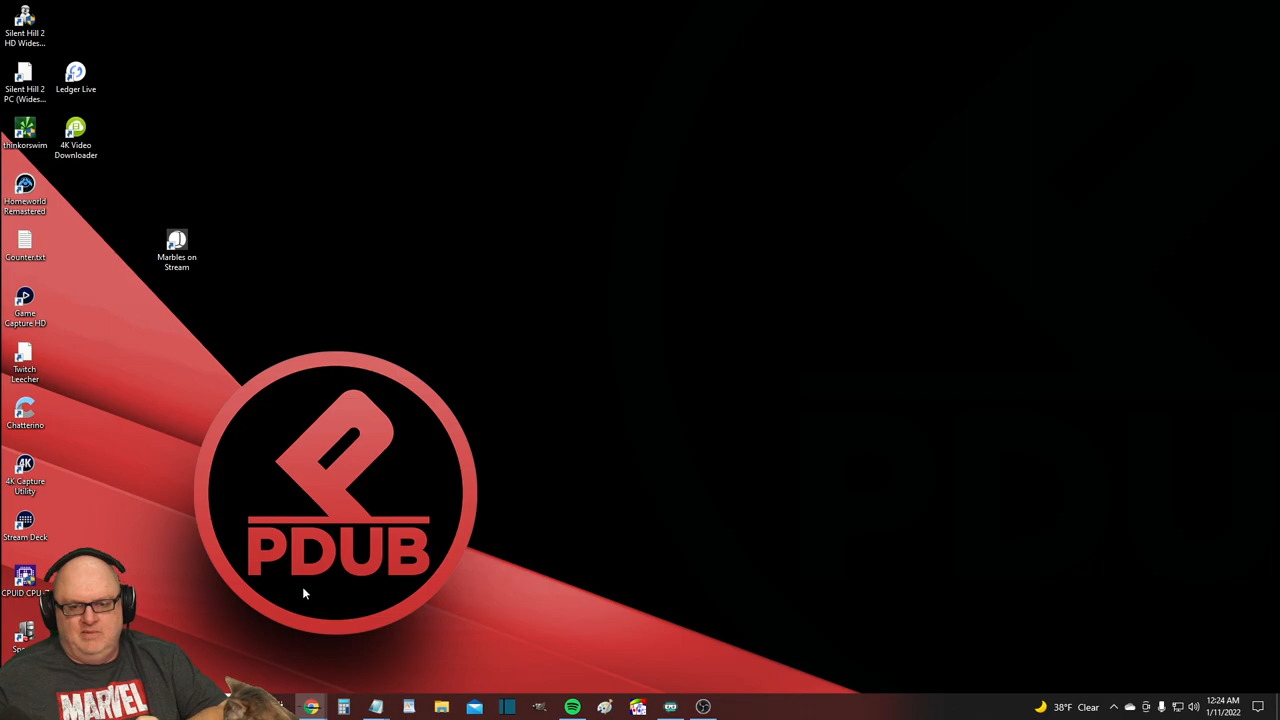 Silent Hill 2
HD Wides...
Silent Hill 2
PC (Wides...
Ledger Live
thinkorswim
4K Video
Downloader
Homeworld
Remastered
Counter.txt
Marbles on
Stream
Game
Capture HD
Twitch
Leecher
Chatterino
4K
4K Capture
Utility
Stream Deck
CPUID CPU-Z
PDUB
MARVEL
38°F Clear
12:24 AM
1/11/2022